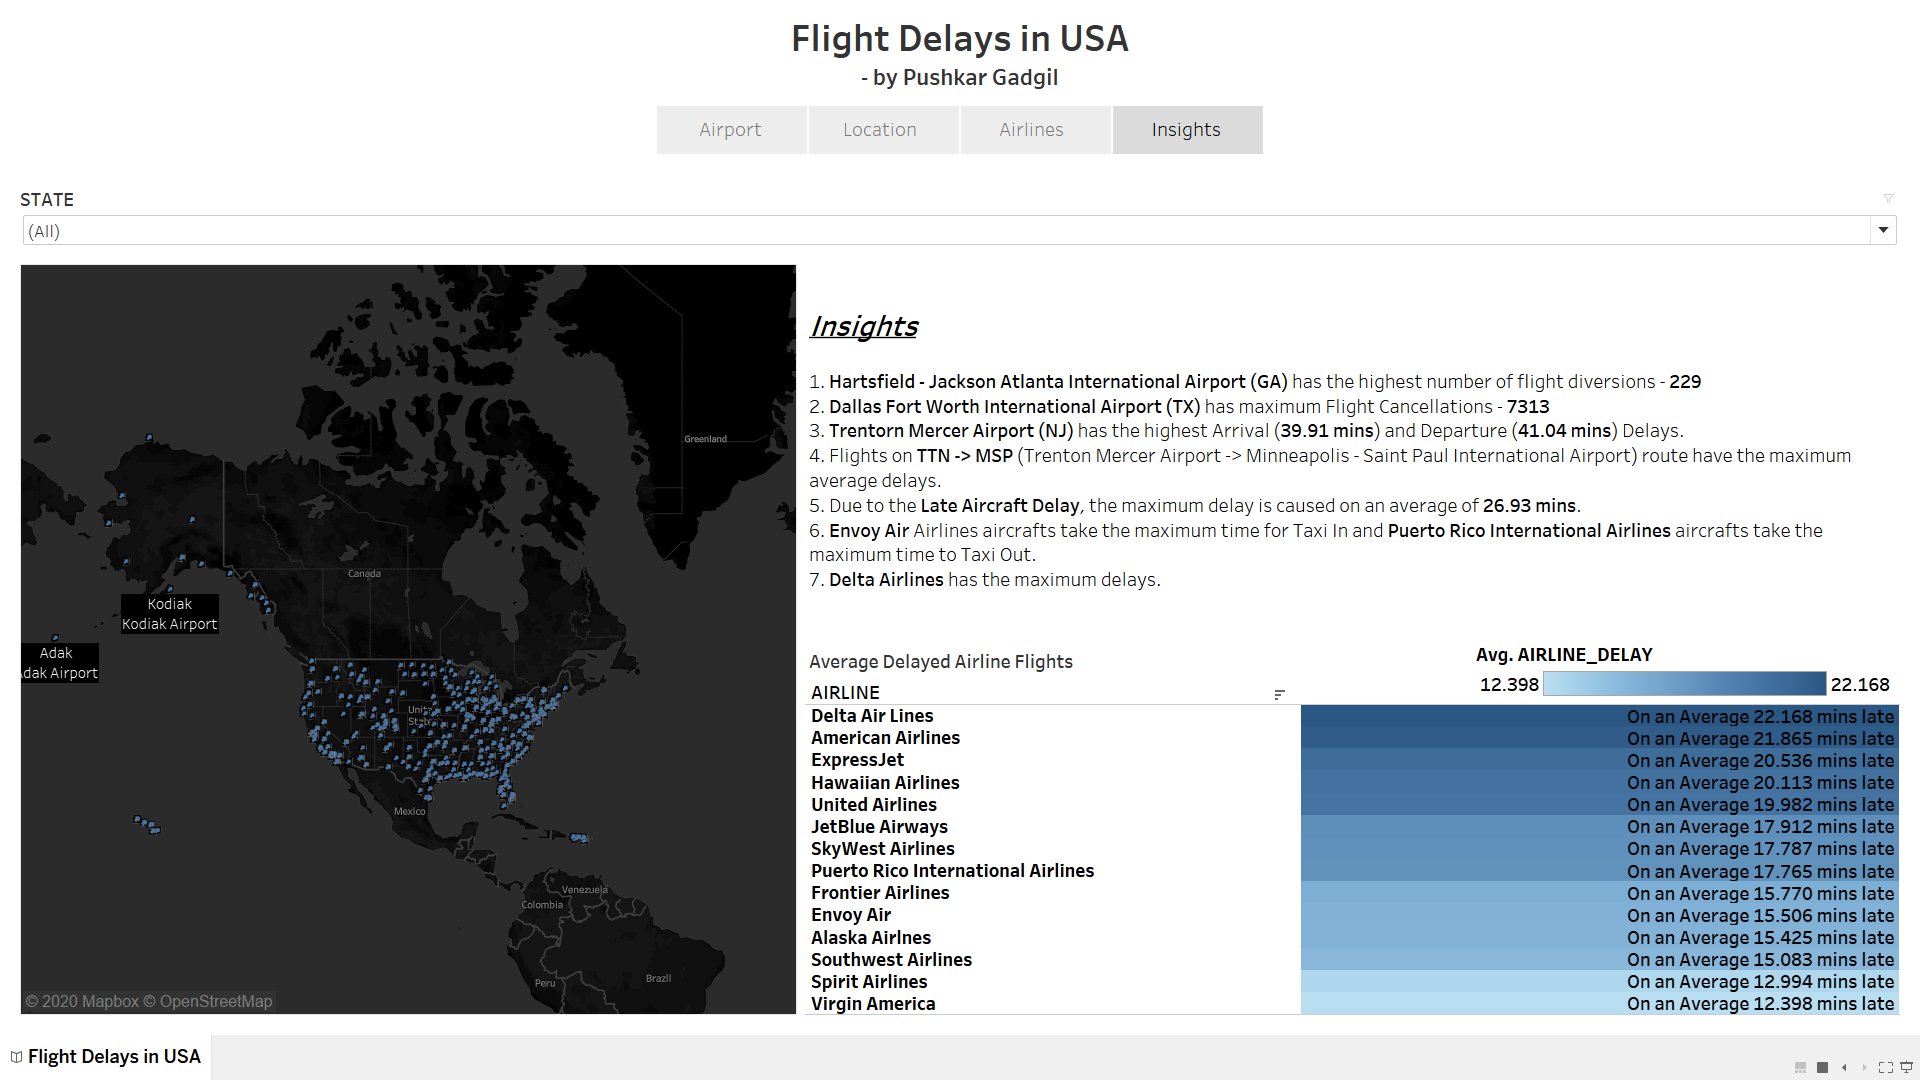 Flight Delays in USA
- by Pushkar Gadgil
Airport
Location
Airlines
Insights
STATE
(All)
Greenland
Canada
Kodiak
Kodiak Airport
Adak
dak Airport
Mexico
Venezuela
Colombia
Peru
Brazil
© 2020 Mapbox © OpenStreetMap
Insights
1. Hartsfield - Jackson Atlanta International Airport (GA) has the highest number of flight diversions - 229
2. Dallas Fort Worth International Airport (TX) has maximum Flight Cancellations - 7313
3. Trentorn Mercer Airport (NJ) has the highest Arrival (39.91 mins) and Departure (41.04 mins) Delays.
4. Flights on TTN -> MSP (Trenton Mercer Airport -> Minneapolis - Saint Paul International Airport) route have the maximum
average delays.
5. Due to the Late Aircraft Delay, the maximum delay is caused on an average of 26.93 mins.
6. Envoy Air Airlines aircrafts take the maximum time for Taxi In and Puerto Rico International Airlines aircrafts take the
maximum time to Taxi Out.
7. Delta Airlines has the maximum delays.
Average Delayed Airline Flights
Avg. AIRLINE_DELAY
12.398 22.168
AIRLINE
Delta Air Lines On an Average 22.168 mins late
American Airlines On an Average 21.865 mins late
ExpressJet On an Average 20.536 mins late
Hawaiian Airlines On an Average 20.113 mins late
United Airlines On an Average 19.982 mins late
JetBlue Airways On an Average 17.912 mins late
SkyWest Airlines On an Average 17.787 mins late
Puerto Rico International Airlines On an Average 17.765 mins late
Frontier Airlines On an Average 15.770 mins late
Envoy Air On an Average 15.506 mins late
Alaska Airlnes On an Average 15.425 mins late
Southwest Airlines On an Average 15.083 mins late
Spirit Airlines On an Average 12.994 mins late
Virgin America On an Average 12.398 mins late
Flight Delays in USA